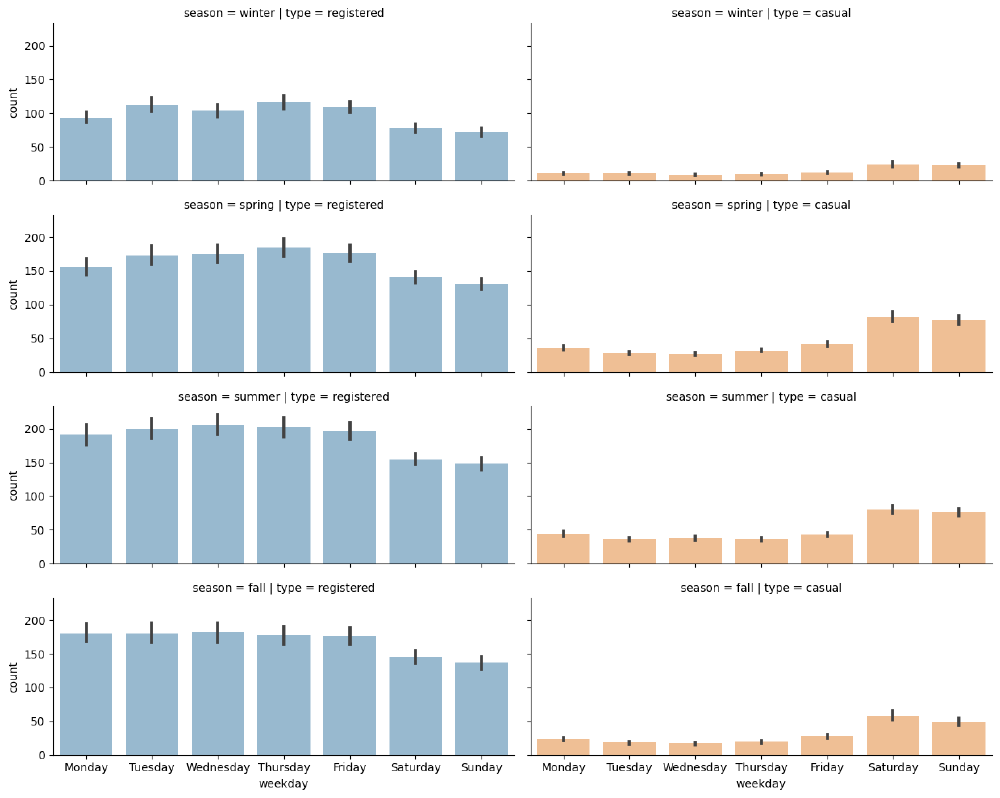 season = winter | type = registered
season = winter | type = casual
200
150
100
50
0
count
season = spring | type = registered
season = spring | type = casual
200
150
100
50
0
count
season = summer | type = registered
season = summer | type = casual
200
150
100
50
0
count
season = fall | type = registered
season = fall | type = casual
200
150
100
50
0
count
Monday Tuesday Wednesday Thursday Friday Saturday Sunday
weekday
Monday Tuesday Wednesday Thursday Friday Saturday Sunday
weekday